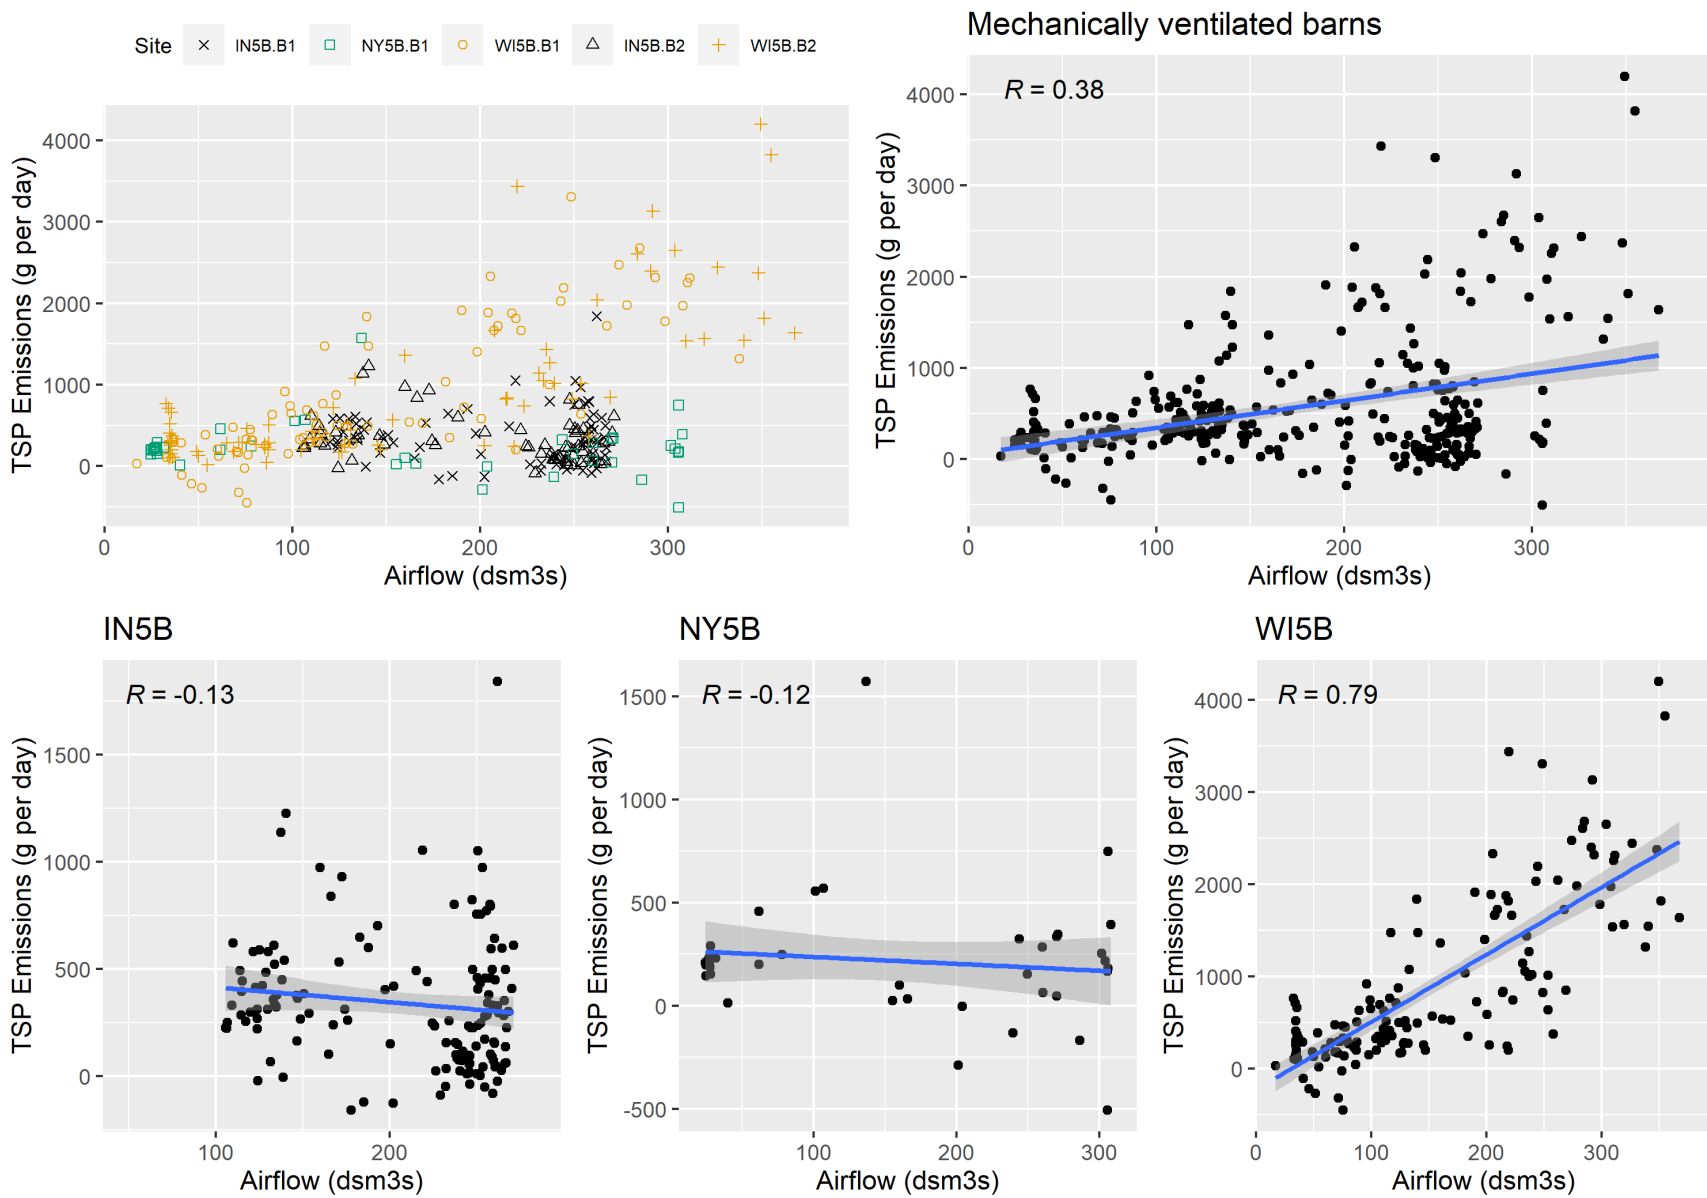 Site IN5B.B1 NY5B.B1 WI5B.B1 IN5B.B2 WI5B.B2
TSP Emissions (g per day)
4000
3000
2000
1000
0
0 100 200 300
Airflow (dsm3s)
Mechanically ventilated barns
R = 0.38
TSP Emissions (g per day)
4000
3000
2000
1000
0
0 100 200 300
Airflow (dsm3s)
IN5B
R = -0.13
TSP Emissions (g per day)
1500
1000
500
0
100 200
Airflow (dsm3s)
NY5B
R = -0.12
TSP Emissions (g per day)
1500
1000
500
0
-500
100 200 300
Airflow (dsm3s)
WI5B
R = 0.79
TSP Emissions (g per day)
4000
3000
2000
1000
0
0 100 200 300
Airflow (dsm3s)